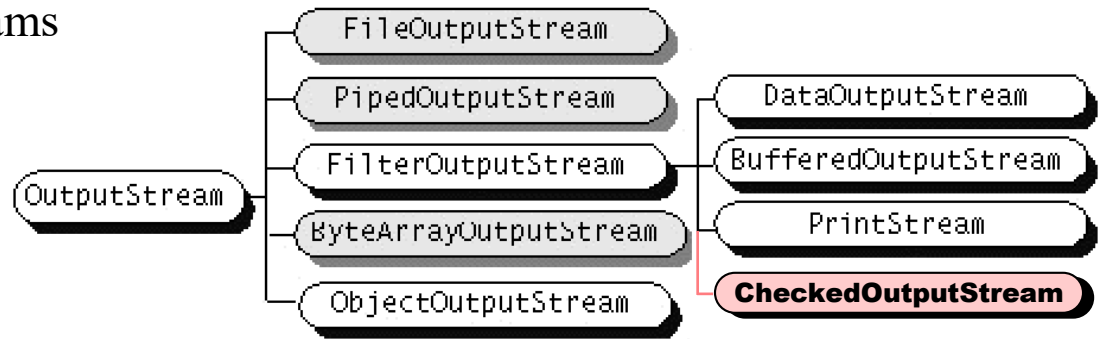 ams
FileOutputStream
PipedOutputStream
FilterOutputStream
OutputStream
ByteArrayOutputStream
ObjectOutputStream
DataOutputStream
BufferedOutputStream
PrintStream
CheckedOutputStream